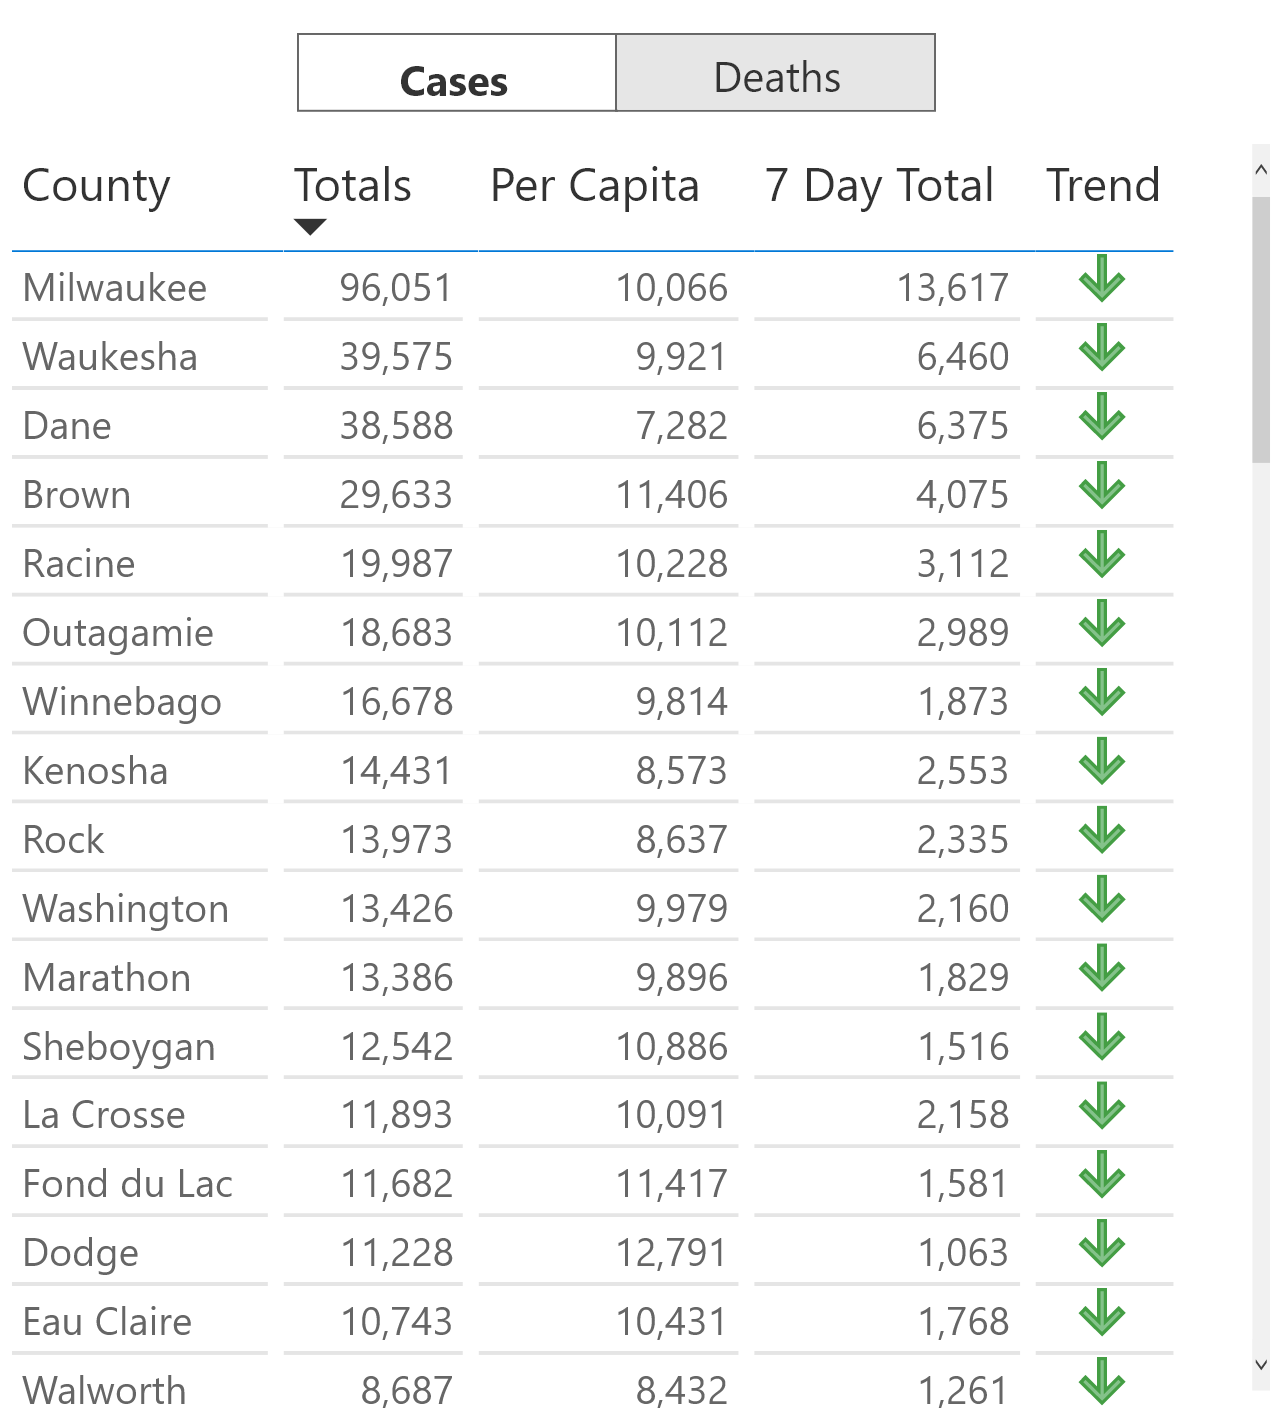 Cases Deaths
County Totals Per Capita 7 Day Total Trend
Milwaukee 96,051 10,066 13,617
Waukesha 39,575 9,921 6,460
Dane 38,588 7,282 6,375
Brown 29,633 11,406 4,075
Racine 19,987 10,228 3,112
Outagamie 18,683 10,112 2,989
Winnebago 16,678 9,814 1,873
Kenosha 14,431 8,573 2,553
Rock 13,973 8,637 2,335
Washington 13,426 9,979 2,160
Marathon 13,386 9,896 1,829
Sheboygan 12,542 10,886 1,516
La Crosse 11,893 10,091 2,158
Fond du Lac 11,682 11,417 1,581
Dodge 11,228 12,791 1,063
Eau Claire 10,743 10,431 1,768
Walworth 8,687 8,432 1,261